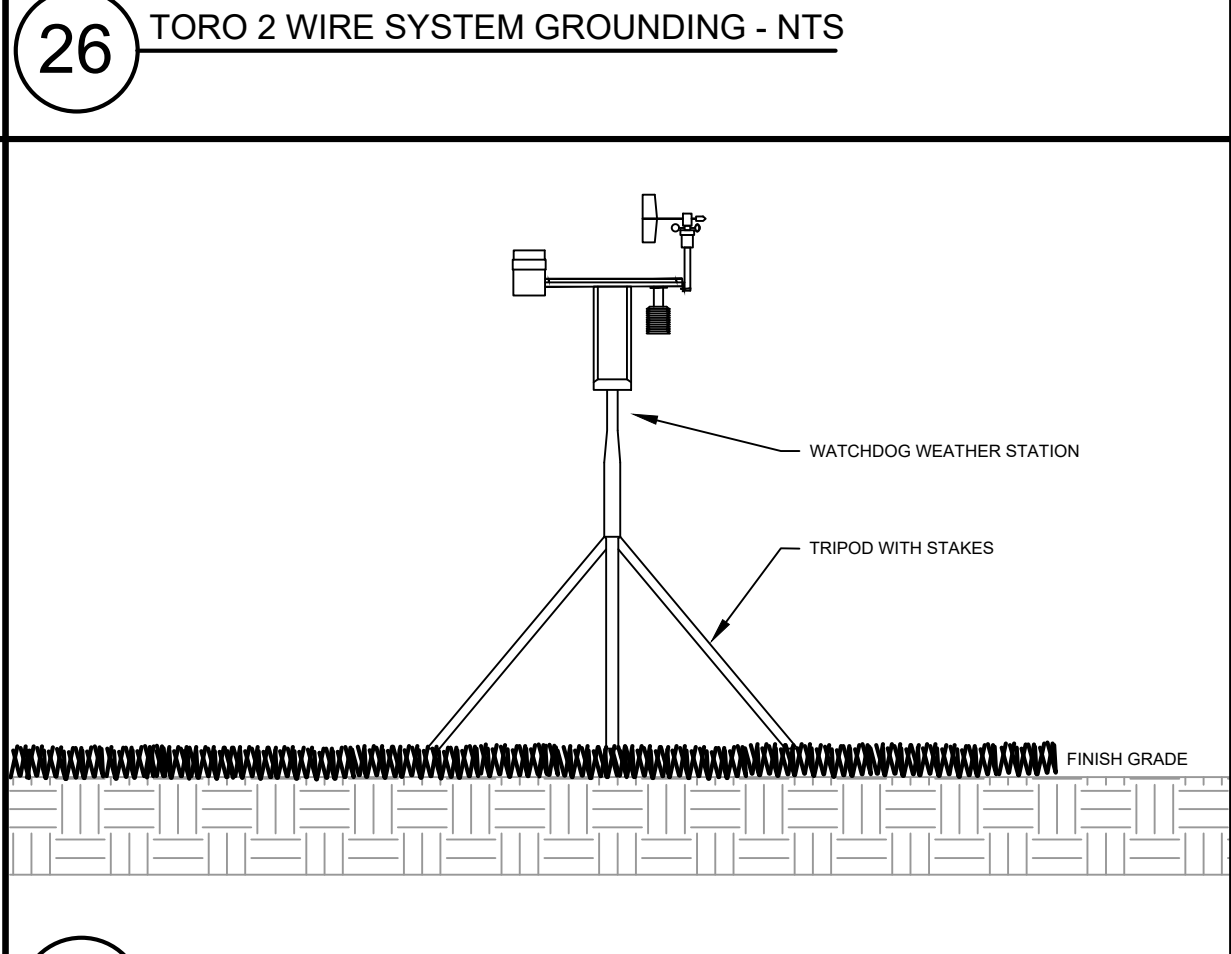 26
TORO 2 WIRE SYSTEM GROUNDING - NTS
WATCHDOG WEATHER STATION
TRIPOD WITH STAKES
FINISH GRADE